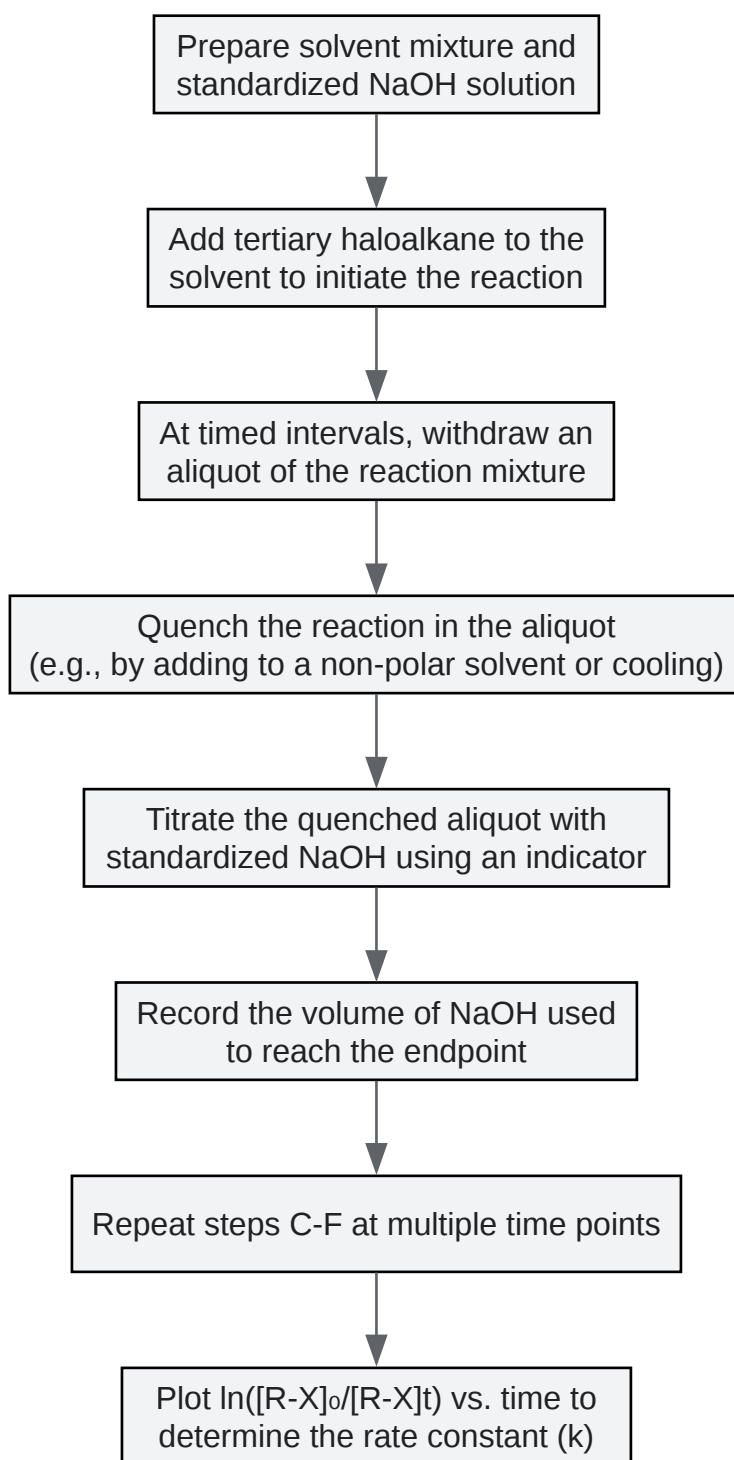 Prepare solvent mixture and
standardized NaOH solution
Add tertiary haloalkane to the
solvent to initiate the reaction
At timed intervals, withdraw an
aliquot of the reaction mixture
Quench the reaction in the aliquot
(e.g., by adding to a non-polar solvent or cooling)
Titrate the quenched aliquot with
standardized NaOH using an indicator
Record the volume of NaOH used
to reach the endpoint
Repeat steps C-F at multiple time points
Plot ln([R-X]₀/[R-X]t) vs. time to
determine the rate constant (k)